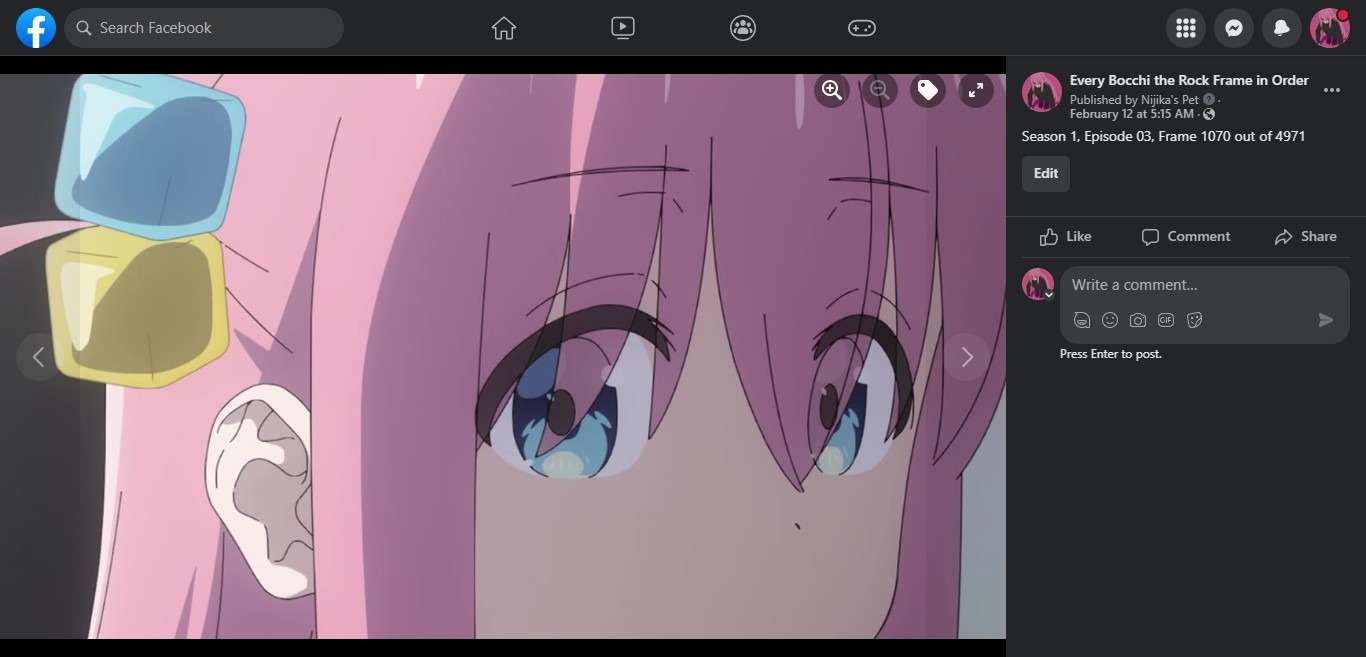 Search Facebook
Every Bocchi the Rock Frame in Order
Published by Nijika's Pet ·
February 12 at 5:15 AM ·
Season 1, Episode 03, Frame 1070 out of 4971
Edit
Like
Comment
Share
Write a comment...
GIF
Press Enter to post.